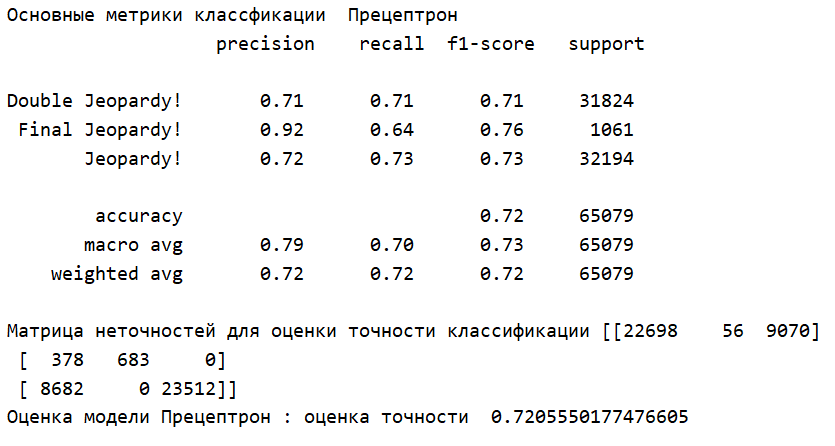 Основные метрики классфикации  Прецептрон
                   precision    recall  f1-score   support

Double Jeopardy!       0.71      0.71      0.71     31824
 Final Jeopardy!       0.92      0.64      0.76      1061
       Jeopardy!       0.72      0.73      0.73     32194

        accuracy                           0.72     65079
       macro avg       0.79      0.70      0.73     65079
    weighted avg       0.72      0.72      0.72     65079

Матрица неточностей для оценки точности классификации [[22698    56  9070]
 [  378   683     0]
 [ 8682     0 23512]]
Оценка модели Прецептрон : оценка точности  0.7205550177476605